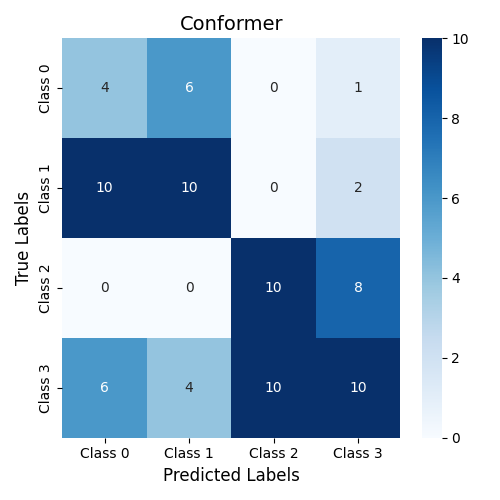 Conformer
True Labels
Class 0
4 6 0 1
Class 1
10 10 0 2
Class 2
0 0 10 8
Class 3
6 4 10 10
Class 0 Class 1 Class 2 Class 3
Predicted Labels
10
8
6
4
2
0